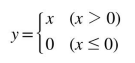 y = { x (x > 0)
0 (x ≤ 0)